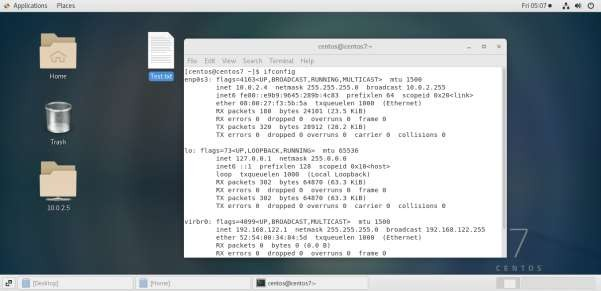 Applications Places
Fri 05:07
Home
Test.txt
Trash
10.0.2.5
centos@centos7:~
File Edit View Search Terminal Help
[centos@centos7 ~]$ ifconfig
enp0s3: flags=4163<UP,BROADCAST,RUNNING,MULTICAST> mtu 1500
inet 10.0.2.4 netmask 255.255.255.0 broadcast 10.0.2.255
inet6 fe80::e9b9:9645:289b:4c83 prefixlen 64 scopeid 0x20<link>
ether 08:00:27:f3:5b:5a txqueuelen 1000 (Ethernet)
RX packets 180 bytes 24101 (23.5 KiB)
RX errors 0 dropped 0 overruns 0 frame 0
TX packets 320 bytes 28912 (28.2 KiB)
TX errors 0 dropped 0 overruns 0 carrier 0 collisions 0
lo: flags=73<UP,LOOPBACK,RUNNING> mtu 65536
inet 127.0.0.1 netmask 255.0.0.0
inet6 ::1 prefixlen 128 scopeid 0x10<host>
loop txqueuelen 1000 (Local Loopback)
RX packets 382 bytes 64870 (63.3 KiB)
RX errors 0 dropped 0 overruns 0 frame 0
TX packets 382 bytes 64870 (63.3 KiB)
TX errors 0 dropped 0 overruns 0 carrier 0 collisions 0
virbr0: flags=4099<UP,BROADCAST,MULTICAST> mtu 1500
inet 192.168.122.1 netmask 255.255.255.0 broadcast 192.168.122.255
ether 52:54:00:34:84:5d txqueuelen 1000 (Ethernet)
RX packets 0 bytes 0 (0.0 B)
RX errors 0 dropped 0 overruns 0 frame 0
7
CENTOS
[Desktop]
[Home]
centos@centos7:~